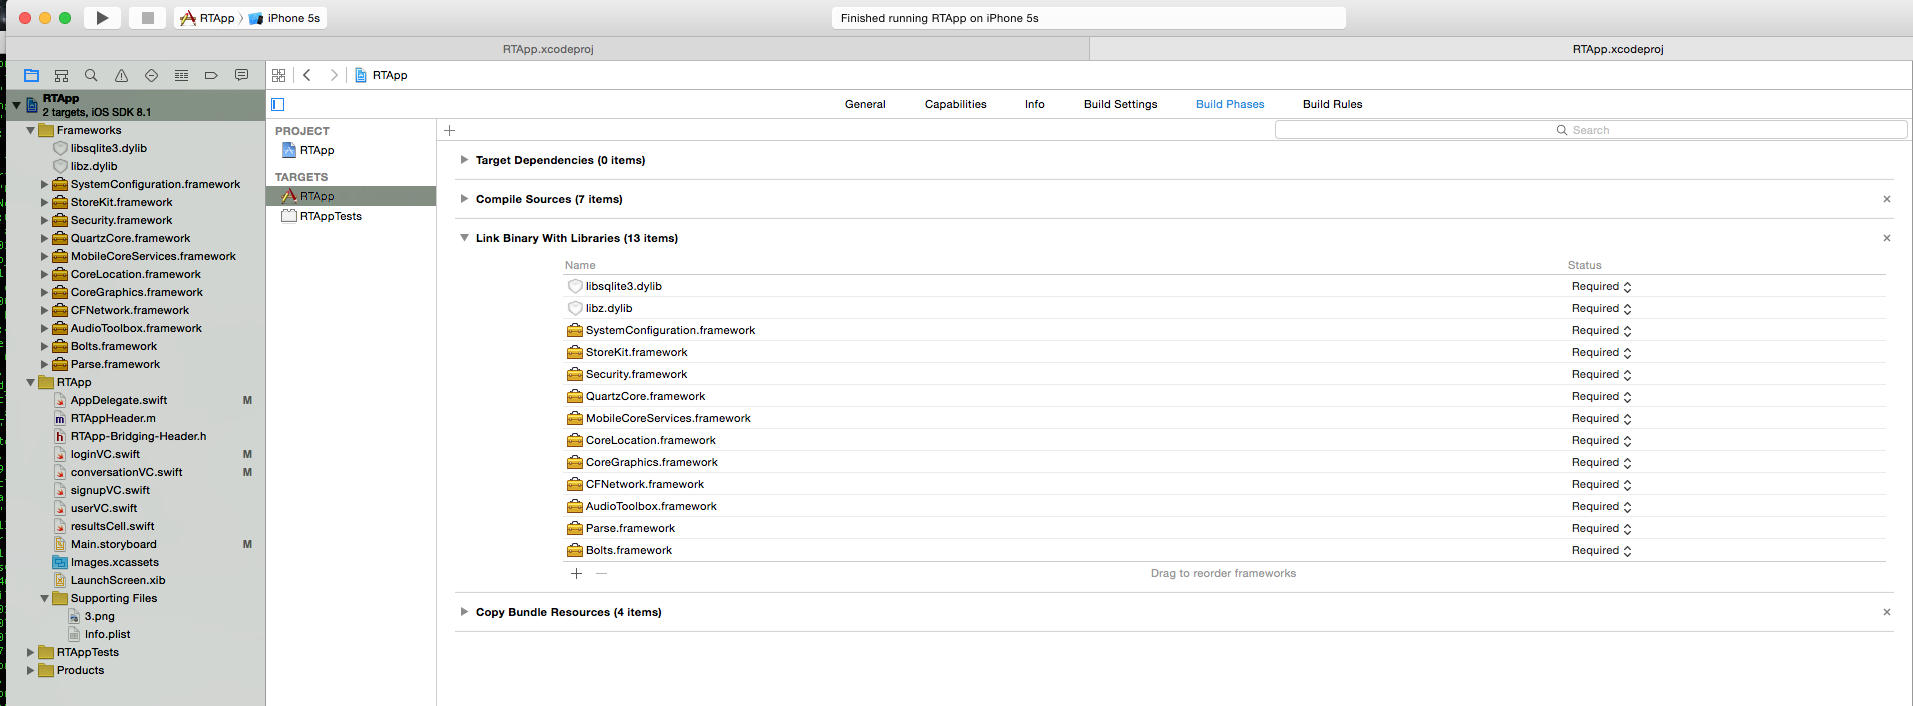 RTApp iPhone 5s
Finished running RTApp on iPhone 5s
RTApp.xcodeproj
RTApp.xcodeproj
RTApp
2 targets, iOS SDK 8.1
Frameworks
libsqlite3.dylib
libz.dylib
SystemConfiguration.framework
StoreKit.framework
Security.framework
QuartzCore.framework
MobileCoreServices.framework
CoreLocation.framework
CoreGraphics.framework
CFNetwork.framework
AudioToolbox.framework
Bolts.framework
Parse.framework
RTApp
AppDelegate.swift M
RTAppHeader.m
RTApp-Bridging-Header.h
loginVC.swift M
conversationVC.swift M
signupVC.swift
userVC.swift
resultsCell.swift
Main.storyboard M
Images.xcassets
LaunchScreen.xib
Supporting Files
3.png
Info.plist
RTAppTests
Products
RTApp
General Capabilities Info Build Settings Build Phases Build Rules
PROJECT
RTApp
TARGETS
RTApp
RTAppTests
Search
Target Dependencies (0 items)
Compile Sources (7 items)
Link Binary With Libraries (13 items)
Name Status
libsqlite3.dylib Required
libz.dylib Required
SystemConfiguration.framework Required
StoreKit.framework Required
Security.framework Required
QuartzCore.framework Required
MobileCoreServices.framework Required
CoreLocation.framework Required
CoreGraphics.framework Required
CFNetwork.framework Required
AudioToolbox.framework Required
Parse.framework Required
Bolts.framework Required
Drag to reorder frameworks
Copy Bundle Resources (4 items)